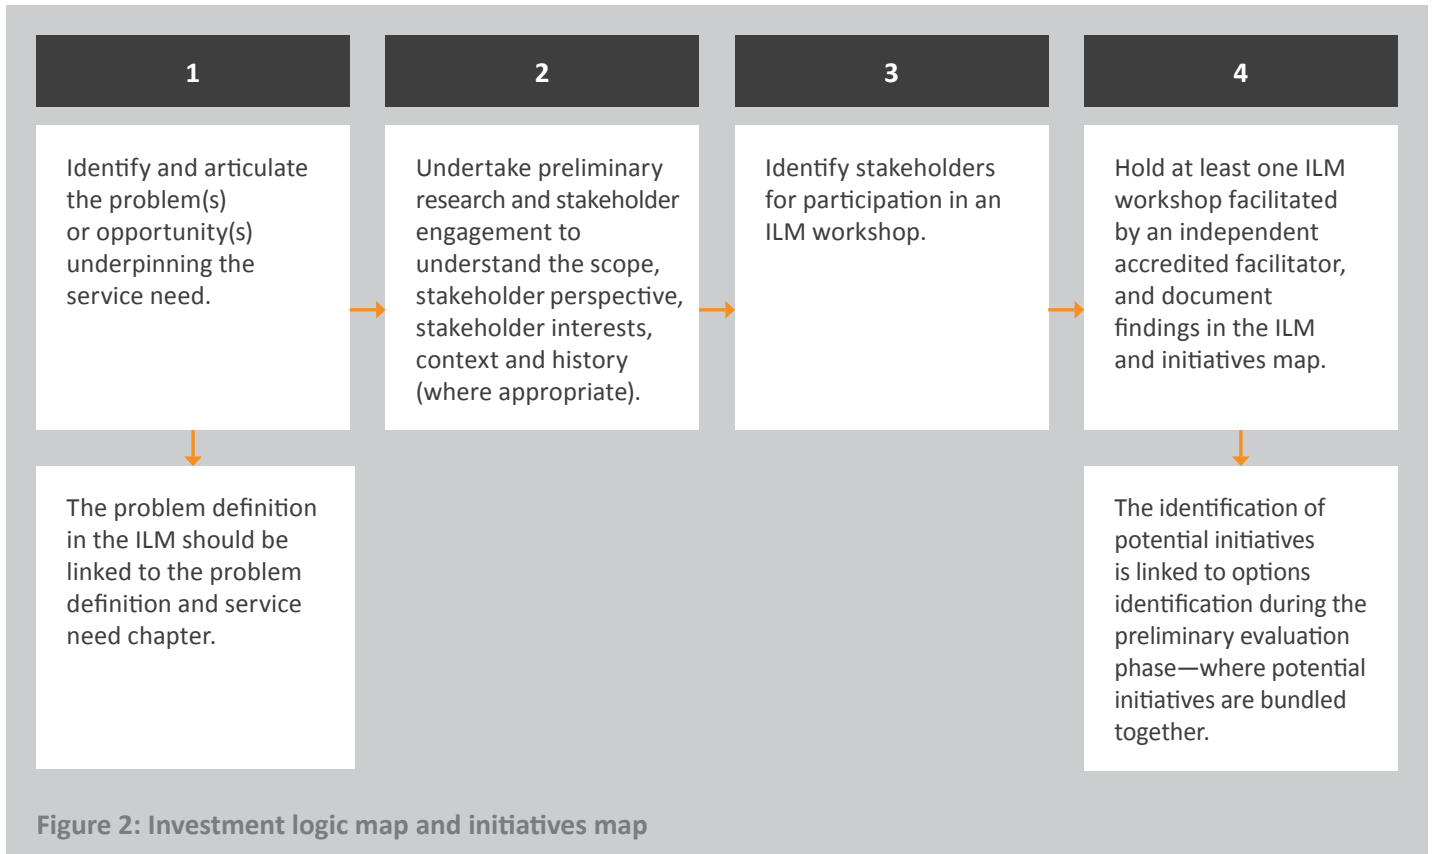 1
Identify and articulate
the problem(s)
or opportunity(s)
underpinning the
service need.
The problem definition
in the ILM should be
linked to the problem
definition and service
need chapter.
2
Undertake preliminary
research and stakeholder
engagement to
understand the scope,
stakeholder perspective,
stakeholder interests,
context and history
(where appropriate).
3
Identify stakeholders
for participation in an
ILM workshop.
4
Hold at least one ILM
workshop facilitated
by an independent
accredited facilitator,
and document
findings in the ILM
and initiatives map.
The identification of
potential initiatives
is linked to options
identification during the
preliminary evaluation
phase—where potential
initiatives are bundled
together.
Figure 2: Investment logic map and initiatives map